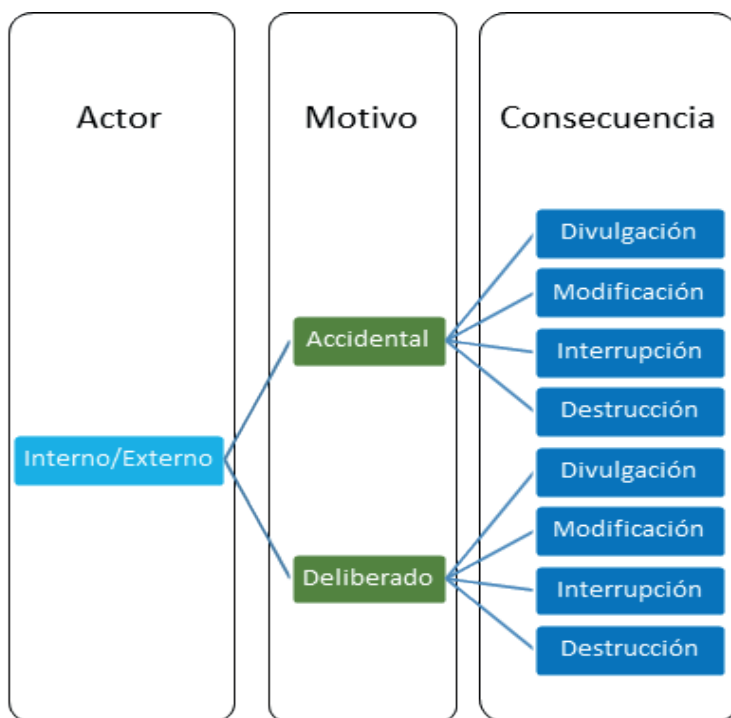 Actor
Motivo
Consecuencia
Divulgación
Modificación
Accidental
Interrupción
Destrucción
Interno/Externo
Divulgación
Modificación
Deliberado
Interrupción
Destrucción